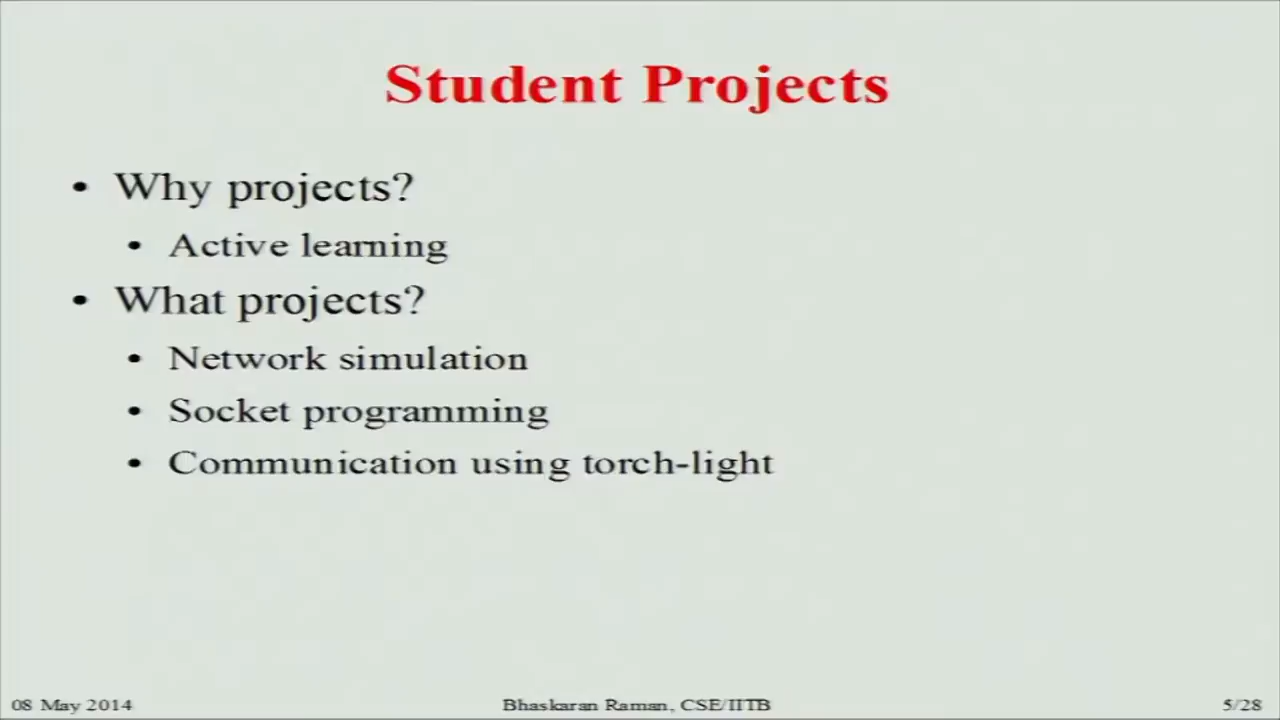 Student Projects
• Why projects?
• Active learning
• What projects?
• Network simulation
• Socket programming
• Communication using torch-light
08 May 2014 Bhaskaran Raman, CSE/IITB 5/28